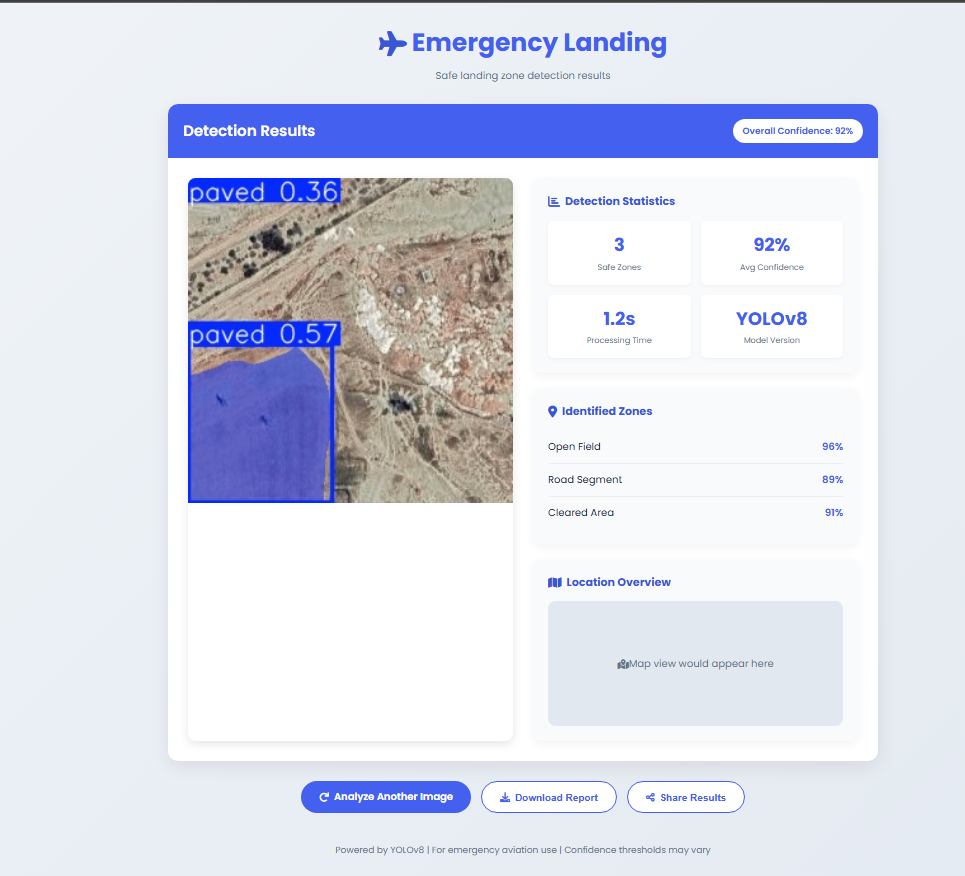 Emergency Landing
Safe landing zone detection results
Detection Results
Overall Confidence: 92%
paved 0.36
paved 0.57
Detection Statistics
3
Safe Zones
92%
Avg Confidence
1.2s
Processing Time
YOLOv8
Model Version
Identified Zones
Open Field 96%
Road Segment 89%
Cleared Area 91%
Location Overview
Map view would appear here
Analyze Another Image
Download Report
Share Results
Powered by YOLOv8 | For emergency aviation use | Confidence thresholds may vary